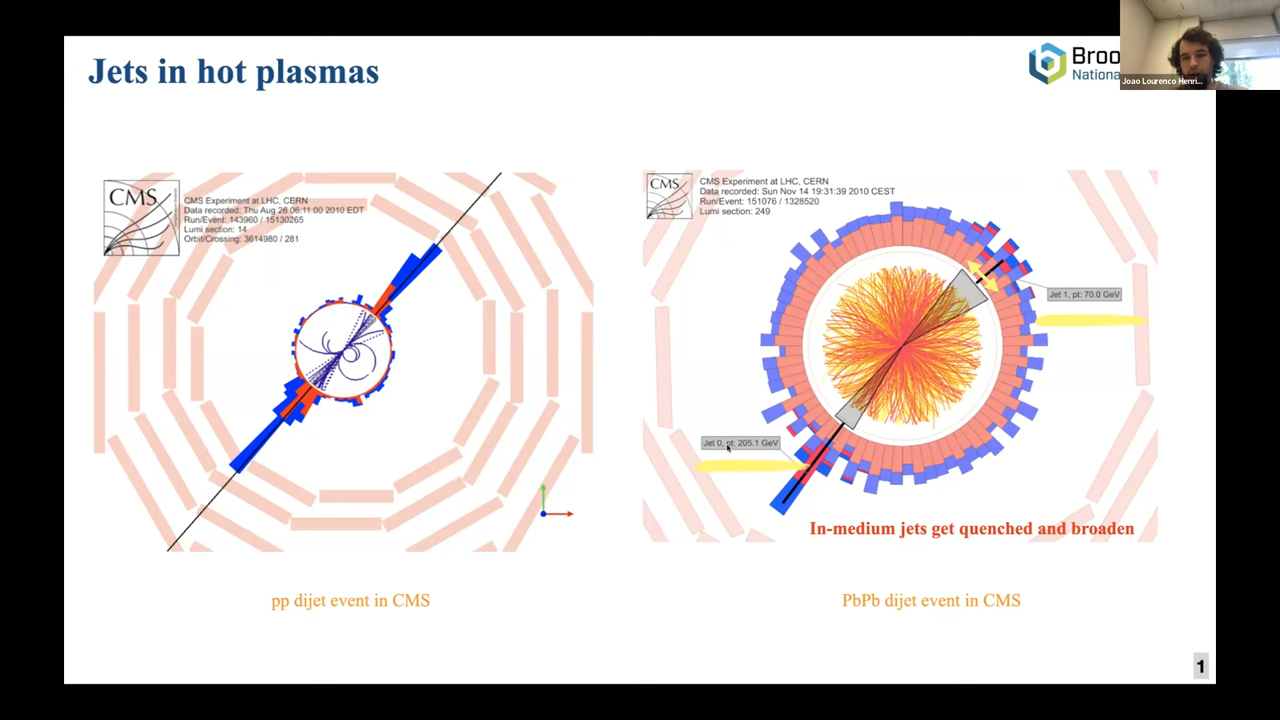 Jets in hot plasmas
Broo
National
Joao Lourenco Henri...
CMS
CMS Experiment at LHC, CERN
Data recorded: Thu Aug 26 06:11:00 2010 EDT
Run/Event: 143960 / 15130265
Lumi section: 14
Orbit/Crossing: 3614980 / 281
CMS
CMS Experiment at LHC, CERN
Data recorded: Sun Nov 14 19:31:39 2010 CEST
Run/Event: 151076 / 1328520
Lumi section: 249
Jet 1, pt: 70.0 GeV
Jet 0, pt: 205.1 GeV
In-medium jets get quenched and broaden
pp dijet event in CMS
PbPb dijet event in CMS
1